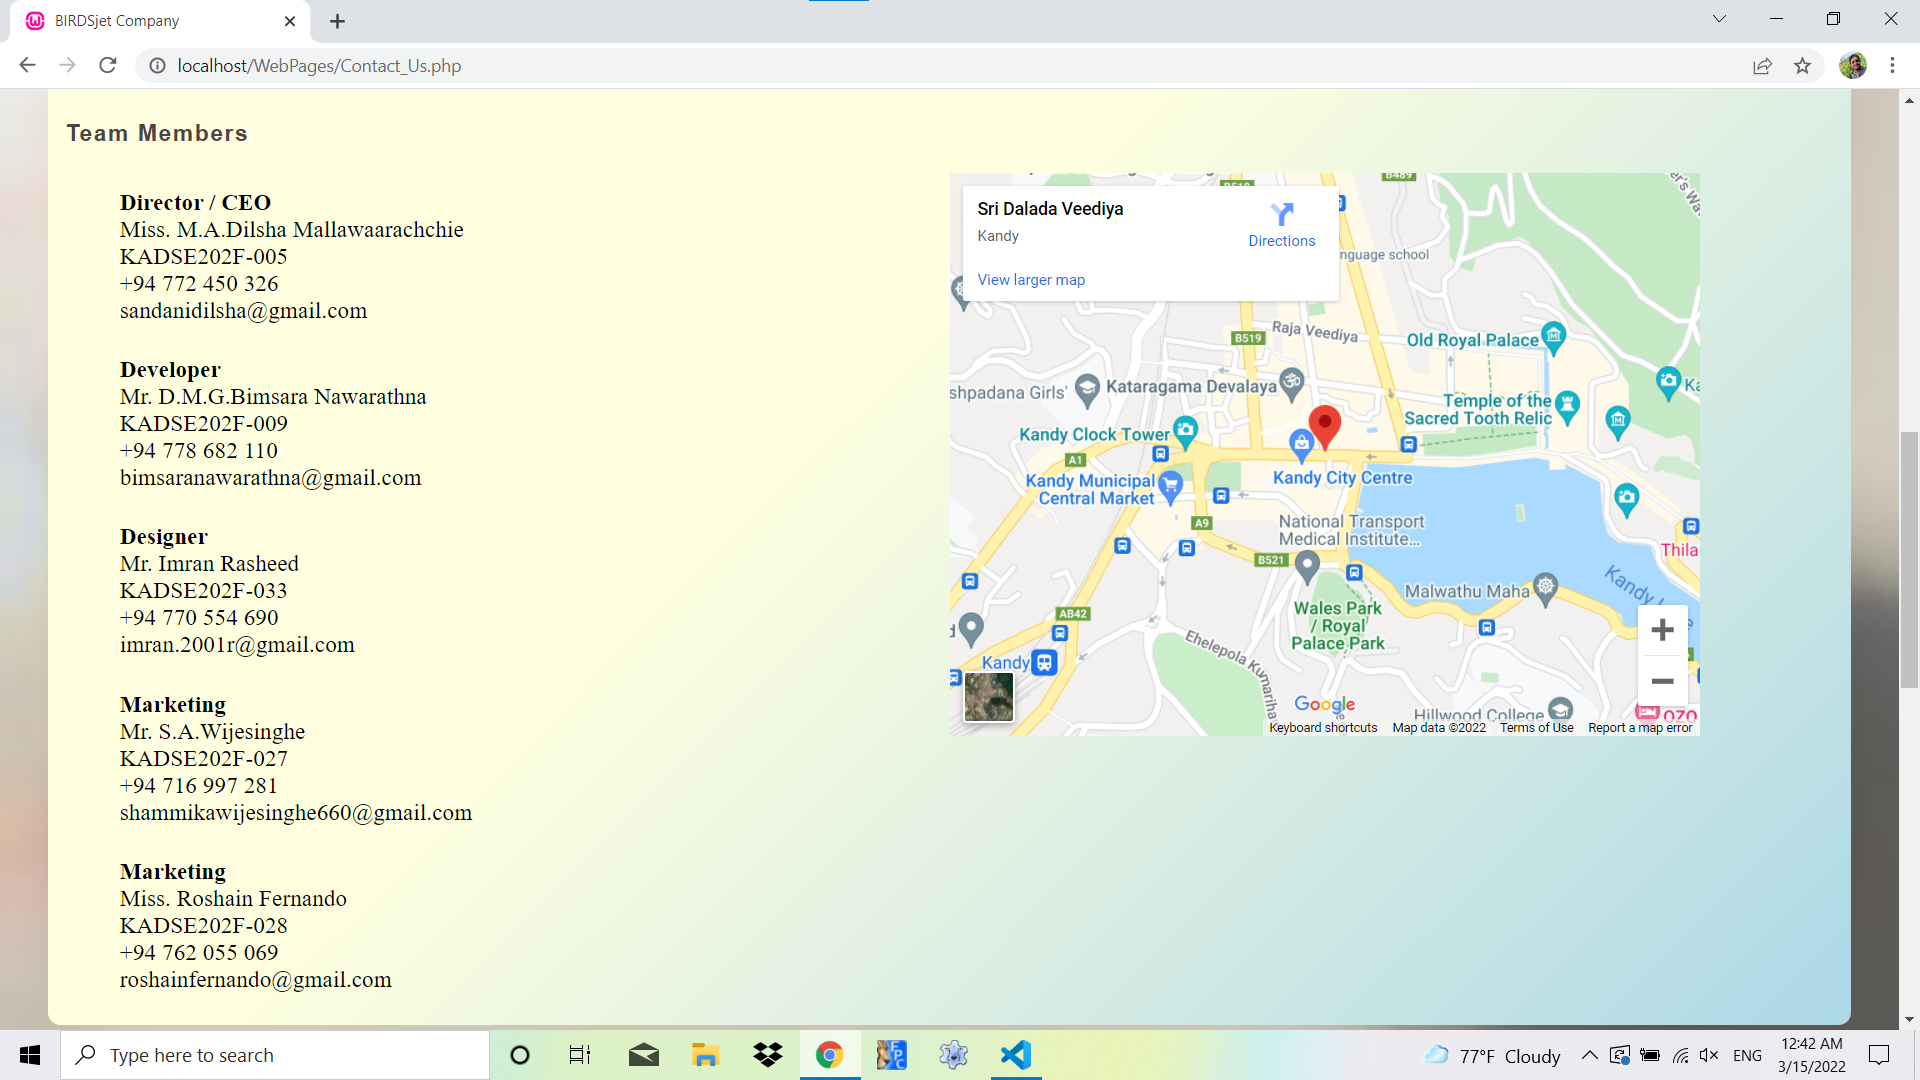 BIRDSjet Company
localhost/WebPages/Contact_Us.php
Team Members
Director / CEO
Miss. M.A.Dilsha Mallawaarachchie
KADSE202F-005
+94 772 450 326
sandanidilsha@gmail.com
Developer
Mr. D.M.G.Bimsara Nawarathna
KADSE202F-009
+94 778 682 110
bimsaranawarathna@gmail.com
Designer
Mr. Imran Rasheed
KADSE202F-033
+94 770 554 690
imran.2001r@gmail.com
Marketing
Mr. S.A.Wijesinghe
KADSE202F-027
+94 716 997 281
shammikawijesinghe660@gmail.com
Marketing
Miss. Roshain Fernando
KADSE202F-028
+94 762 055 069
roshainfernando@gmail.com
Sri Dalada Veediya
Kandy
Directions
View larger map
nguage school
B519
Raja Veediya
Old Royal Palace
shpadana Girls'
Kataragama Devalaya
Temple of the
Sacred Tooth Relic
Kandy Clock Tower
A1
Kandy City Centre
Kandy Municipal
Central Market
A9
National Transport
Medical Institute...
B521
Thila
Malwathu Maha
Kandy
AB42
Wales Park
/ Royal
Palace Park
Ehelepola Kumariha
Kandy
Google
Hillwood College
OZO
Keyboard shortcuts
Map data ©2022
Terms of Use
Report a map error
Type here to search
FPC
77°F Cloudy
ENG
12:42 AM
3/15/2022